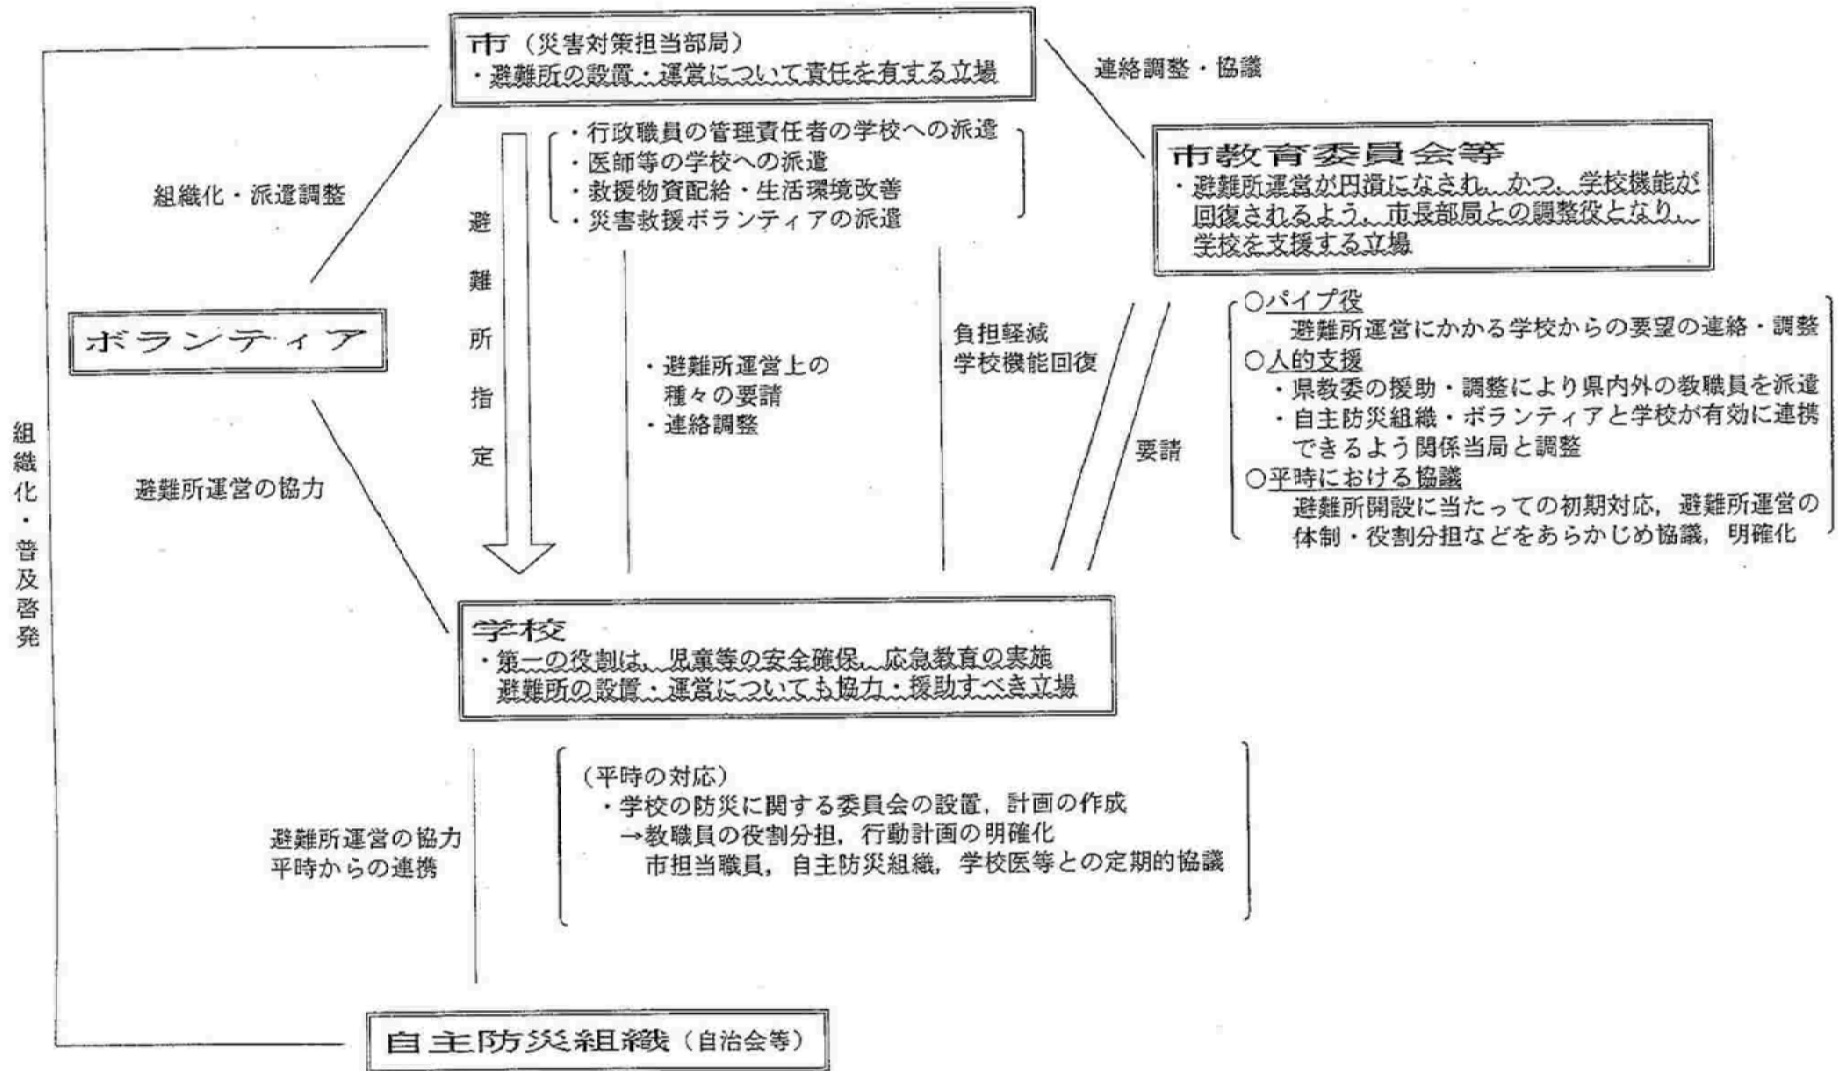 市（災害対策担当部局）
・避難所の設置・運営について責任を有する立場
連絡調整・協議
・行政職員の管理責任者の学校への派遣
・医師等の学校への派遣
・救援物資配給・生活環境改善
・災害救援ボランティアの派遣
市教育委員会等
・避難所運営が円滑になされ、かつ、学校機能が
回復されるよう、市長部局との調整役となり、
学校を支援する立場
組織化・派遣調整
避難所指定
ボランティア
・避難所運営上の
種々の要請
・連絡調整
負担軽減
学校機能回復
要請
○パイプ役
避難所運営にかかる学校からの要望の連絡・調整
○人的支援
・県教委の援助・調整により県内外の教職員を派遣
・自主防災組織・ボランティアと学校が有効に連携
できるよう関係当局と調整
○平時における協議
避難所開設に当たっての初期対応，避難所運営の
体制・役割分担などをあらかじめ協議，明確化
組織化・普及啓発
避難所運営の協力
学校
・第一の役割は、児童等の安全確保、応急教育の実施
避難所の設置・運営についても協力・援助すべき立場
避難所運営の協力
平時からの連携
（平時の対応）
・学校の防災に関する委員会の設置，計画の作成
→教職員の役割分担，行動計画の明確化
市担当職員，自主防災組織，学校医等との定期的協議
自主防災組織（自治会等）